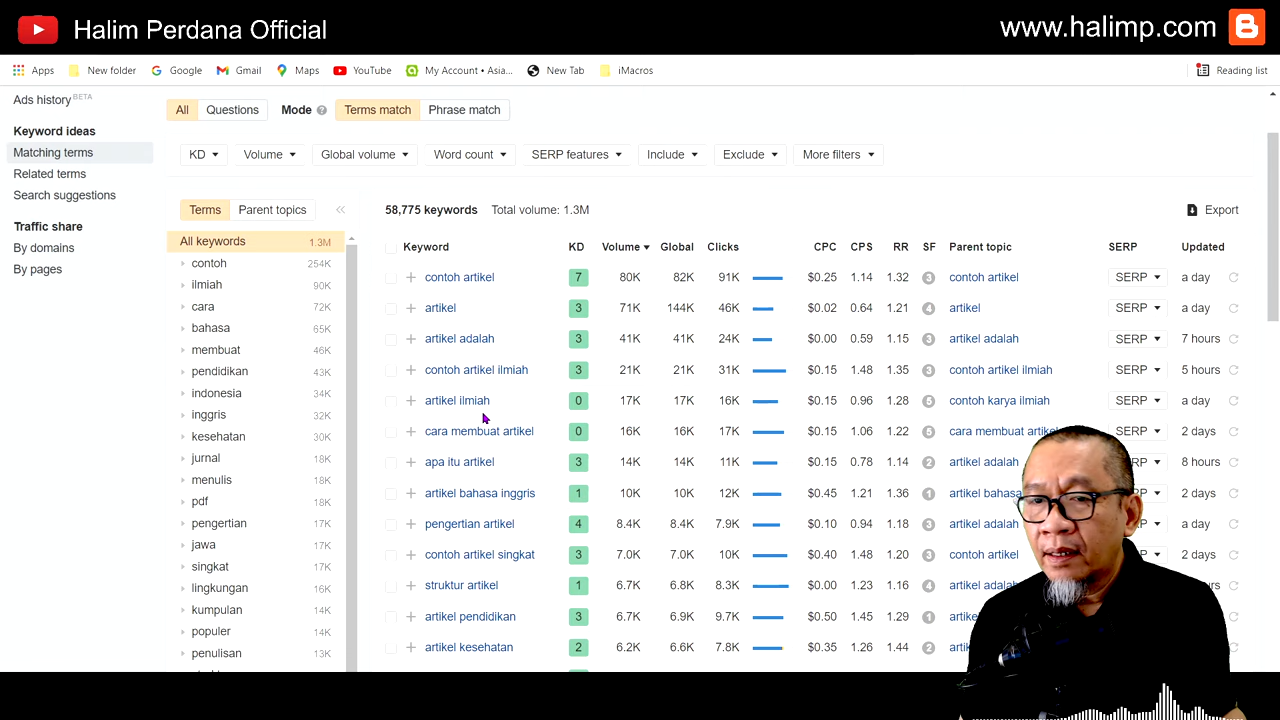 Halim Perdana Official
www.halimp.com
Apps New folder Google Gmail Maps YouTube My Account • Asia... New Tab iMacros Reading list
Ads history BETA
Keyword ideas
Matching terms
Related terms
Search suggestions
Traffic share
By domains
By pages
All Questions Mode ? Terms match Phrase match
KD Volume Global volume Word count SERP features Include Exclude More filters
Terms Parent topics
All keywords 1.3M
contoh 254K
ilmiah 90K
cara 72K
bahasa 65K
membuat 46K
pendidikan 43K
indonesia 34K
inggris 32K
kesehatan 30K
jurnal 18K
menulis 18K
pdf 18K
pengertian 17K
jawa 17K
singkat 17K
lingkungan 17K
kumpulan 14K
populer 14K
penulisan 13K
58,775 keywords Total volume: 1.3M Export
Keyword KD Volume Global Clicks CPC CPS RR SF Parent topic SERP Updated
contoh artikel 7 80K 82K 91K $0.25 1.14 1.32 3 contoh artikel SERP a day
artikel 3 71K 144K 46K $0.02 0.64 1.21 4 artikel SERP a day
artikel adalah 3 41K 41K 24K $0.00 0.59 1.15 3 artikel adalah SERP 7 hours
contoh artikel ilmiah 3 21K 21K 31K $0.15 1.48 1.35 3 contoh artikel ilmiah SERP 5 hours
artikel ilmiah 0 17K 17K 16K $0.15 0.96 1.28 5 contoh karya ilmiah SERP a day
cara membuat artikel 0 16K 16K 17K $0.15 1.06 1.22 5 cara membuat SERP 2 days
apa itu artikel 3 14K 14K 11K $0.15 0.78 1.14 2 artikel adalah 8 hours
artikel bahasa inggris 1 10K 10K 12K $0.45 1.21 1.36 1 artikel bahasa 2 days
pengertian artikel 4 8.4K 8.4K 7.9K $0.10 0.94 1.18 3 artikel adalah a day
contoh artikel singkat 3 7.0K 7.0K 10K $0.40 1.48 1.20 3 contoh artikel 2 days
struktur artikel 1 6.7K 6.8K 8.3K $0.00 1.23 1.16 4 artikel
artikel pendidikan 3 6.7K 6.9K 9.7K $0.50 1.45 1.29 1
artikel kesehatan 2 6.2K 6.6K 7.8K $0.35 1.26 1.44 2